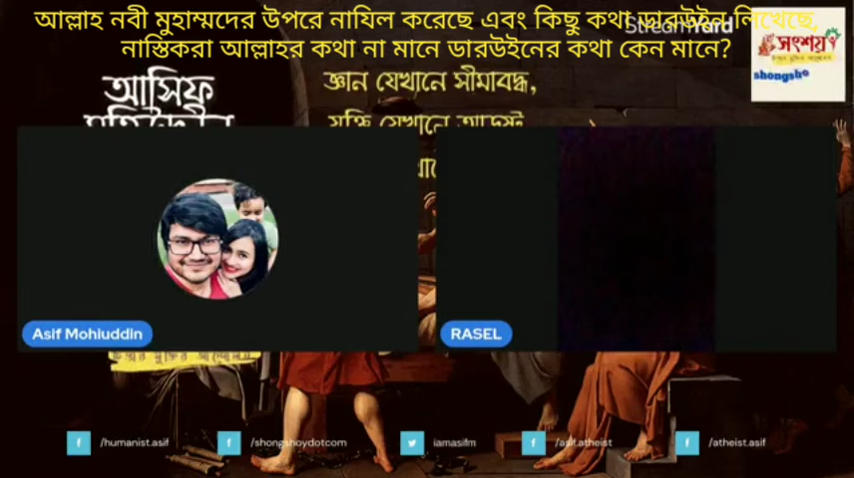 আল্লাহ নবী মুহাম্মদের উপরে নাযিল করেছে এবং কিছু কথা ডারউইন লিখেছে,
নাস্তিকরা আল্লাহর কথা না মানে ডারউইনের কথা কেন মানে?
StreamYard
সংশয়
shongsho
আসিফ
জ্ঞান যেখানে সীমাবদ্ধ,
যেখানে
Asif Mohiuddin
RASEL
/humanist.asif
/shongshoydotcom
iamasifm
/asif.atheist
/atheist.asif